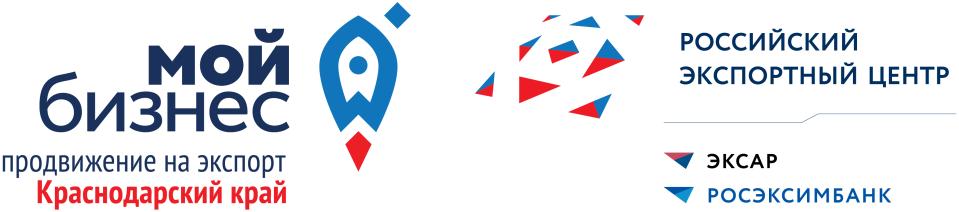 мой
бизнес
продвижение на экспорт
Краснодарский край
РОССИЙСКИЙ
ЭКСПОРТНЫЙ ЦЕНТР
ЭКСАР
РОСЭКСИМБАНК